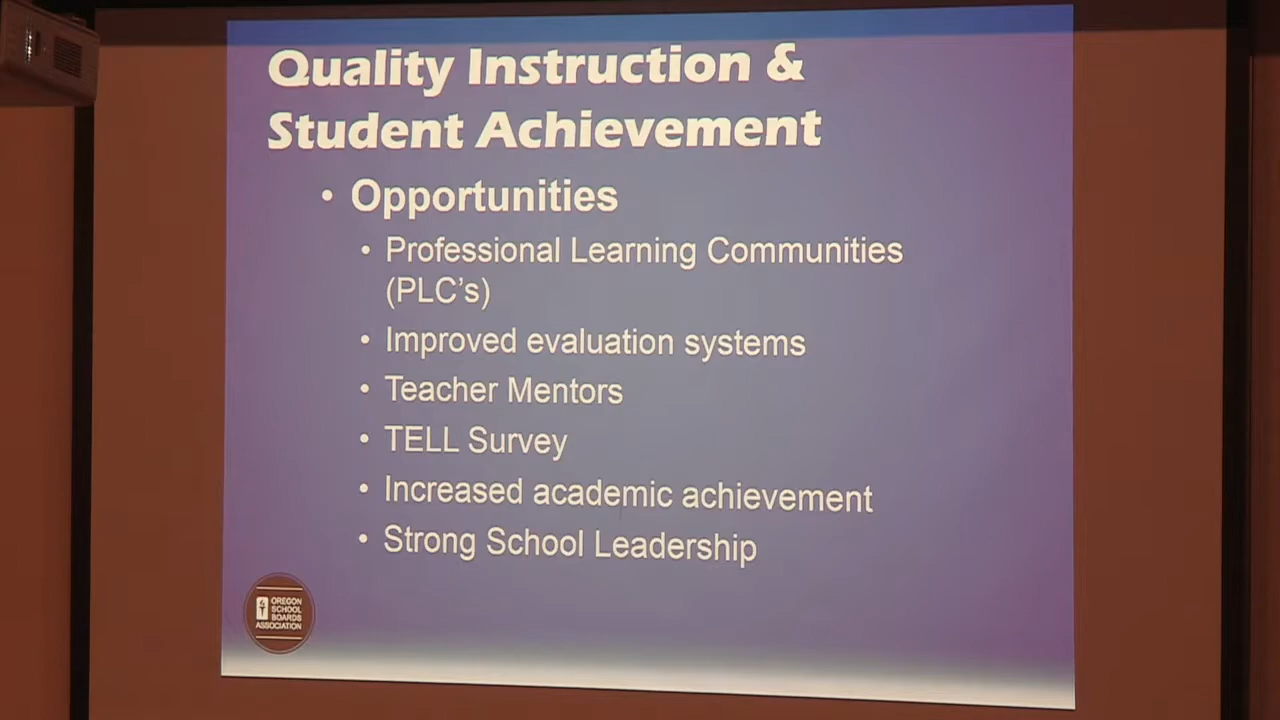 Quality Instruction &
Student Achievement
• Opportunities
• Professional Learning Communities
(PLC's)
• Improved evaluation systems
• Teacher Mentors
• TELL Survey
• Increased academic achievement
• Strong School Leadership
OREGON
SCHOOL
BOARDS
ASSOCIATION